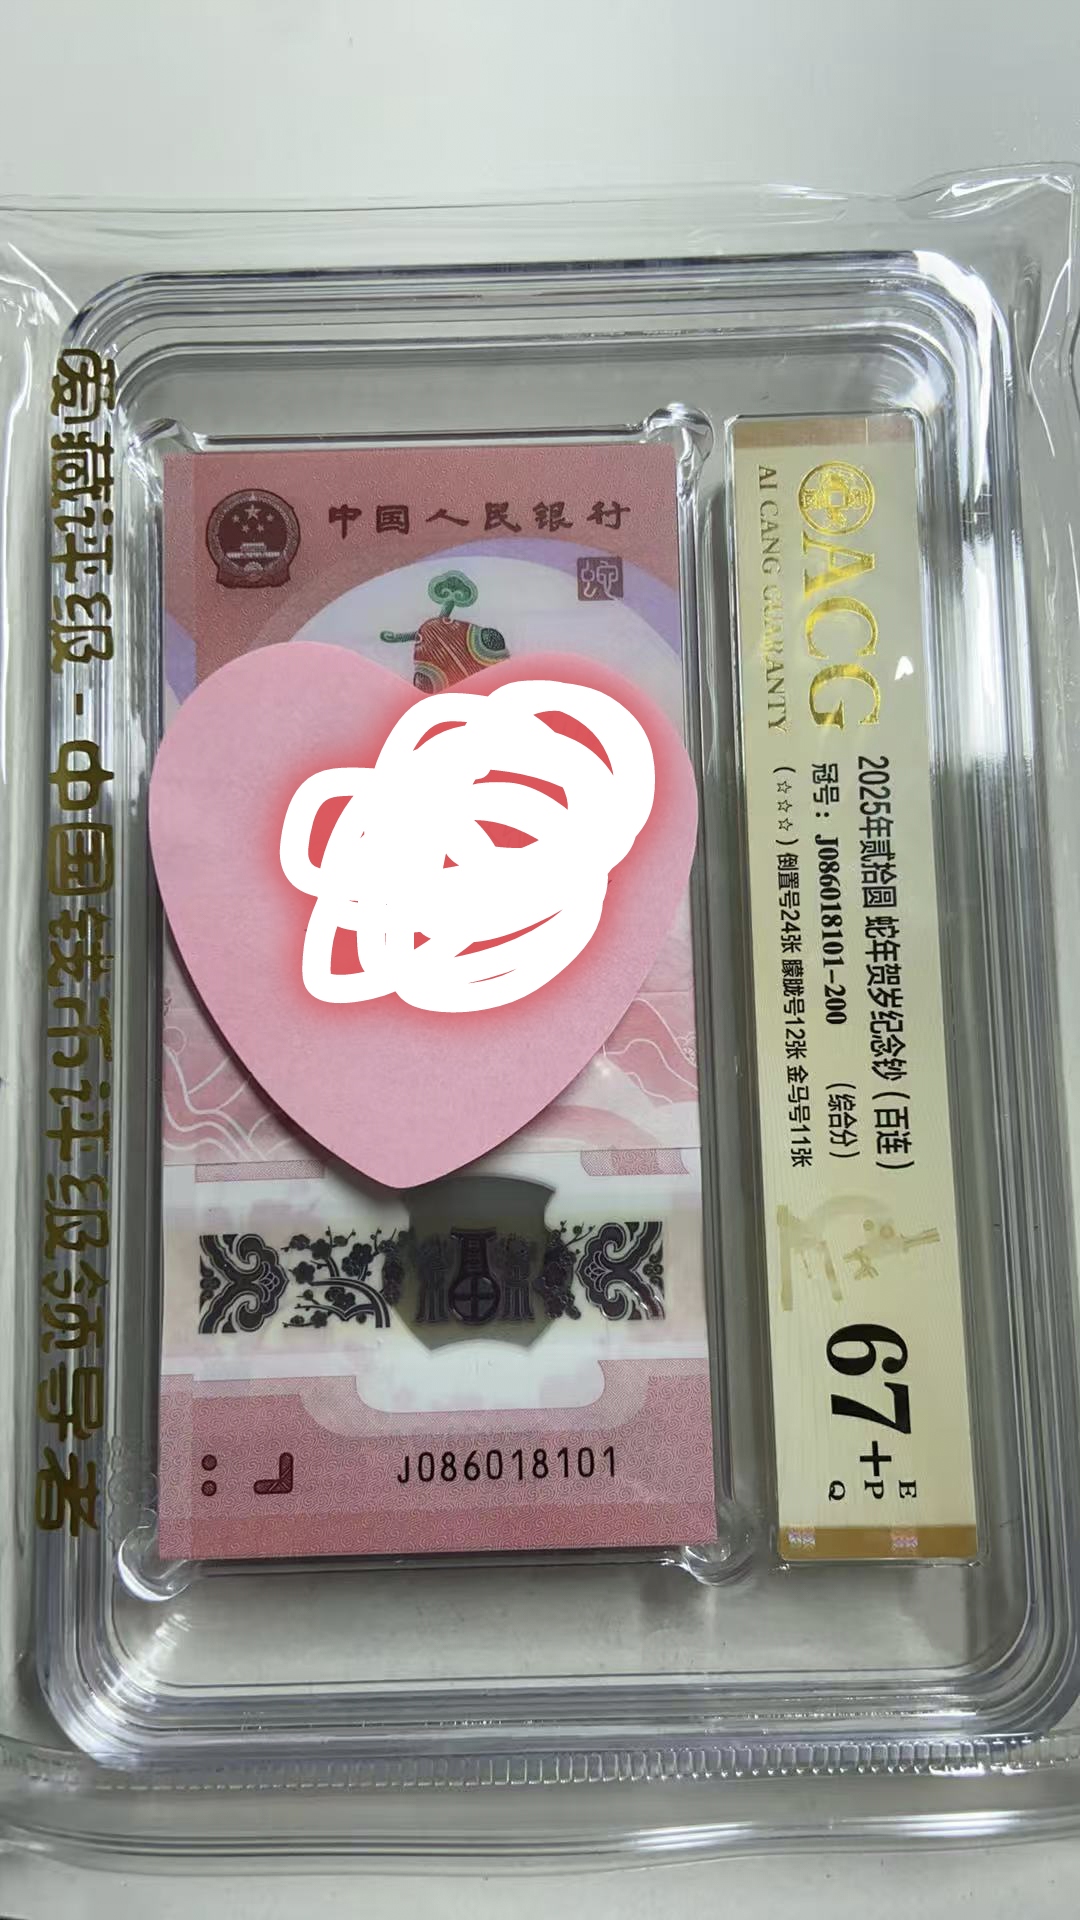 中国人民银行
蛇
J086018101
ACG
AI CANG GUARANTY
2025年贰拾圆 蛇年贺岁纪念钞（百连）
冠号：J086018101-200 （综合分）
（☆☆☆）倒置号24张 朦胧号12张 金马号11张
67+
E
P
Q
爱藏评级-中国钱币评级领导者